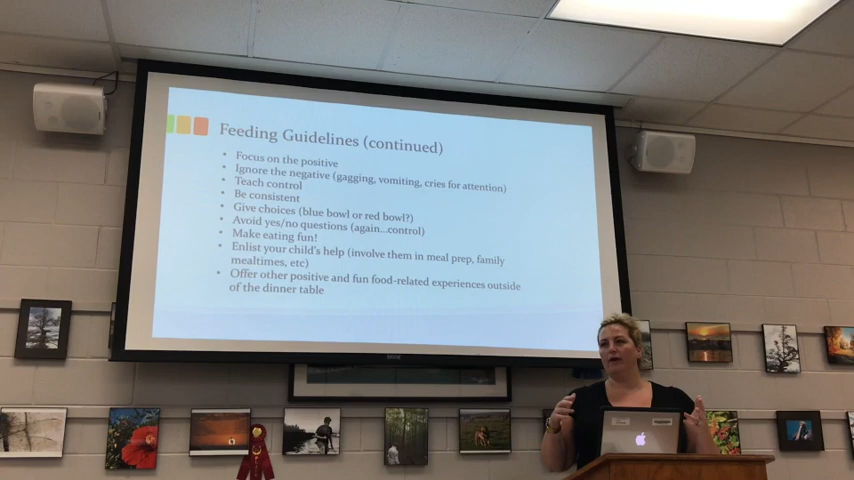 Feeding Guidelines (continued)
• Focus on the positive
• Ignore the negative (gagging, vomiting, cries for attention)
• Teach control
• Be consistent
• Give choices (blue bowl or red bowl?)
• Avoid yes/no questions (again...control)
• Make eating fun!
• Enlist your child's help (involve them in meal prep, family
mealtimes, etc)
• Offer other positive and fun food-related experiences outside
of the dinner table